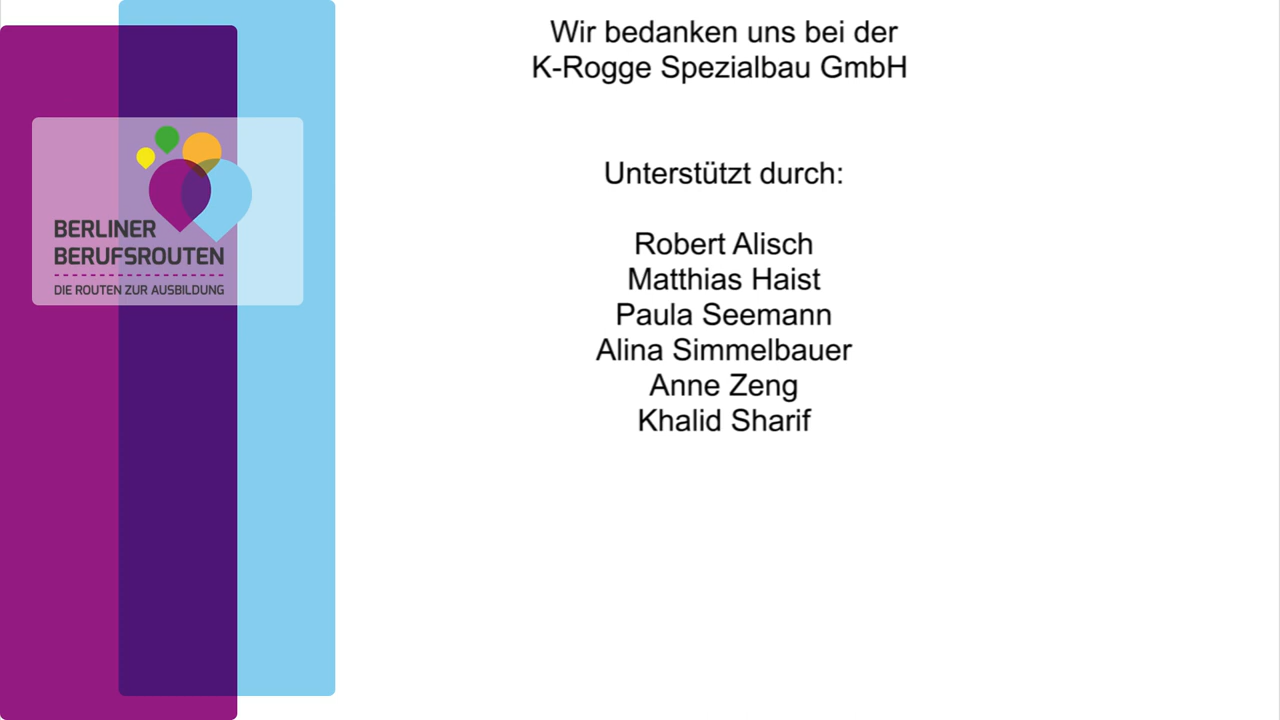 BERLINER
BERUFSROUTEN
DIE ROUTEN ZUR AUSBILDUNG
Wir bedanken uns bei der
K-Rogge Spezialbau GmbH
Unterstützt durch:
Robert Alisch
Matthias Haist
Paula Seemann
Alina Simmelbauer
Anne Zeng
Khalid Sharif